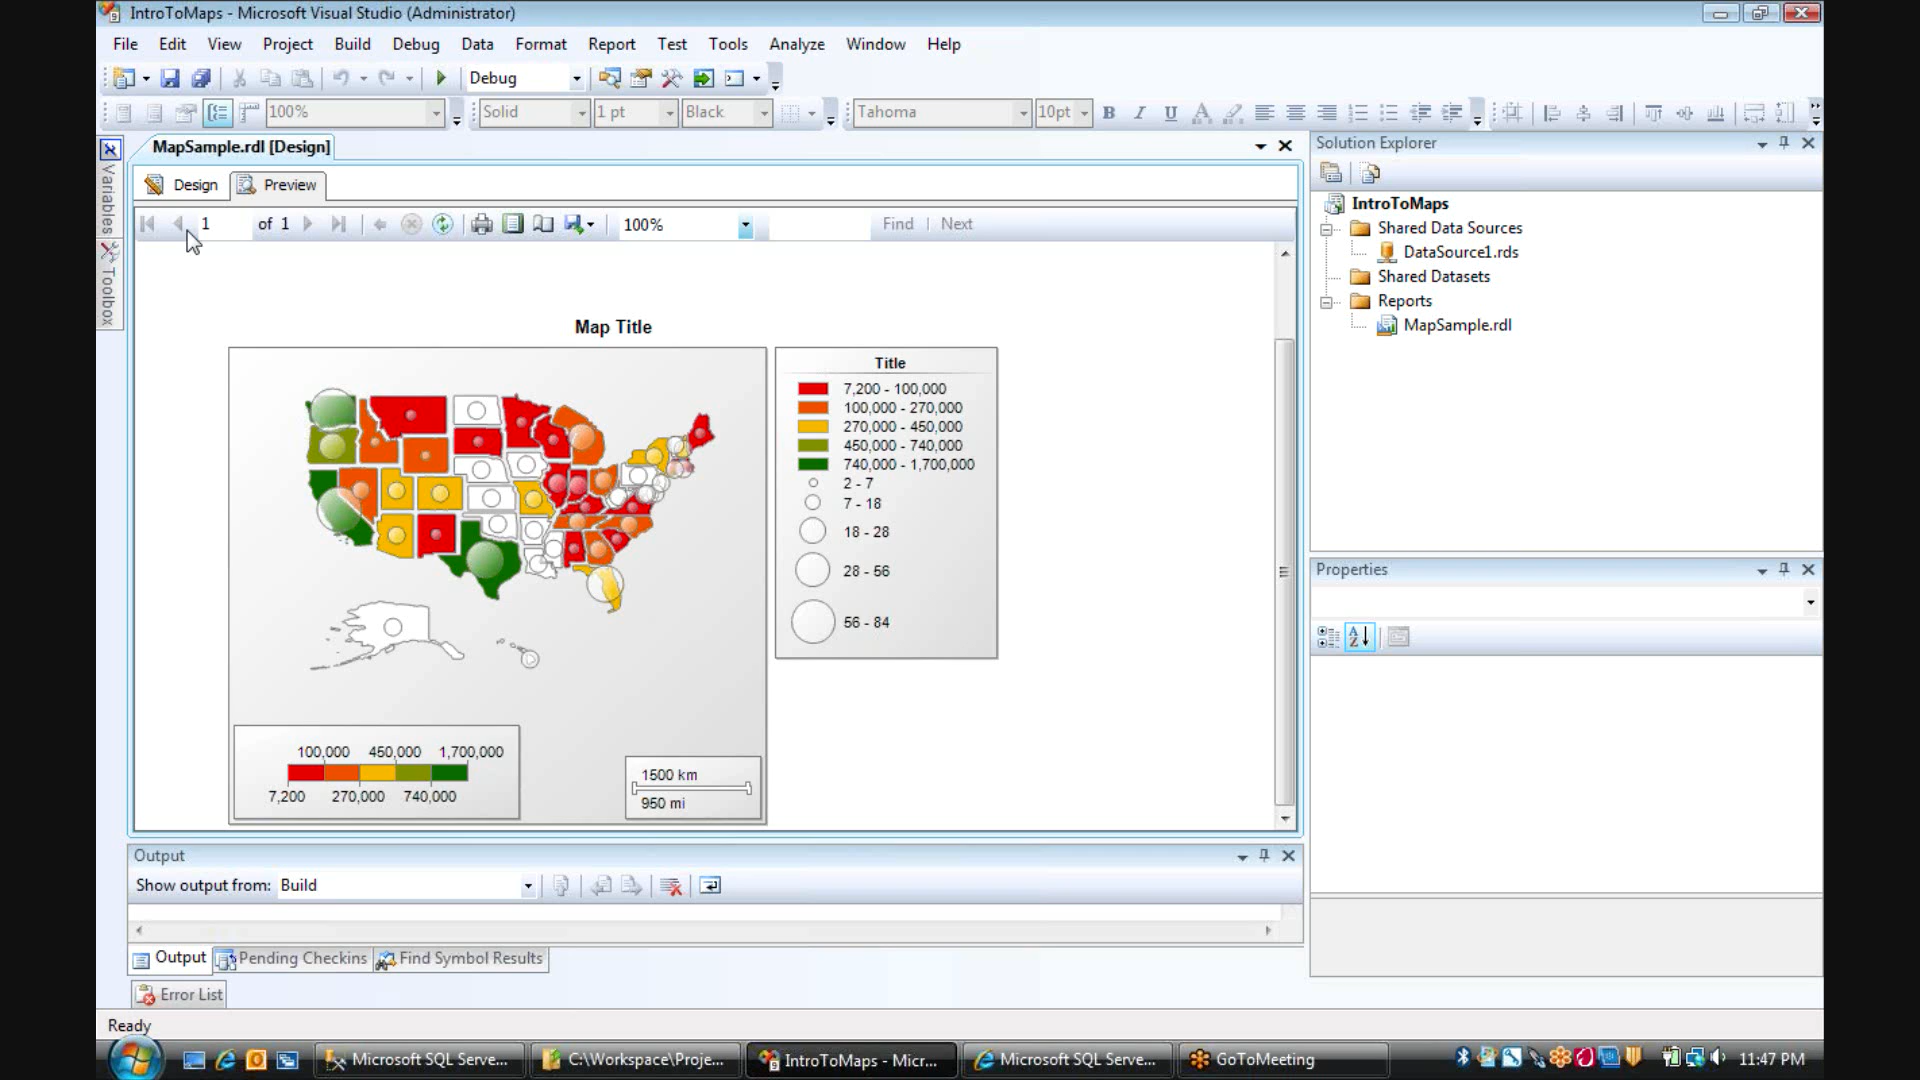 IntroToMaps - Microsoft Visual Studio (Administrator)
File Edit View Project Build Debug Data Format Report Test Tools Analyze Window Help
Debug
100% Solid 1 pt Black Tahoma 10pt B I U A
MapSample.rdl [Design]
Solution Explorer
Variables
Toolbox
Design Preview
1 of 1 100% Find | Next
IntroToMaps
Shared Data Sources
DataSource1.rds
Shared Datasets
Reports
MapSample.rdl
Map Title
Title
7,200 - 100,000
100,000 - 270,000
270,000 - 450,000
450,000 - 740,000
740,000 - 1,700,000
2 - 7
7 - 18
18 - 28
28 - 56
56 - 84
100,000 450,000 1,700,000
7,200 270,000 740,000
1500 km
950 mi
Properties
Output
Show output from: Build
Output Pending Checkins Find Symbol Results
Error List
Ready
Microsoft SQL Serve... C:\Workspace\Proje... IntroToMaps - Micr... Microsoft SQL Serve... GoToMeeting 11:47 PM